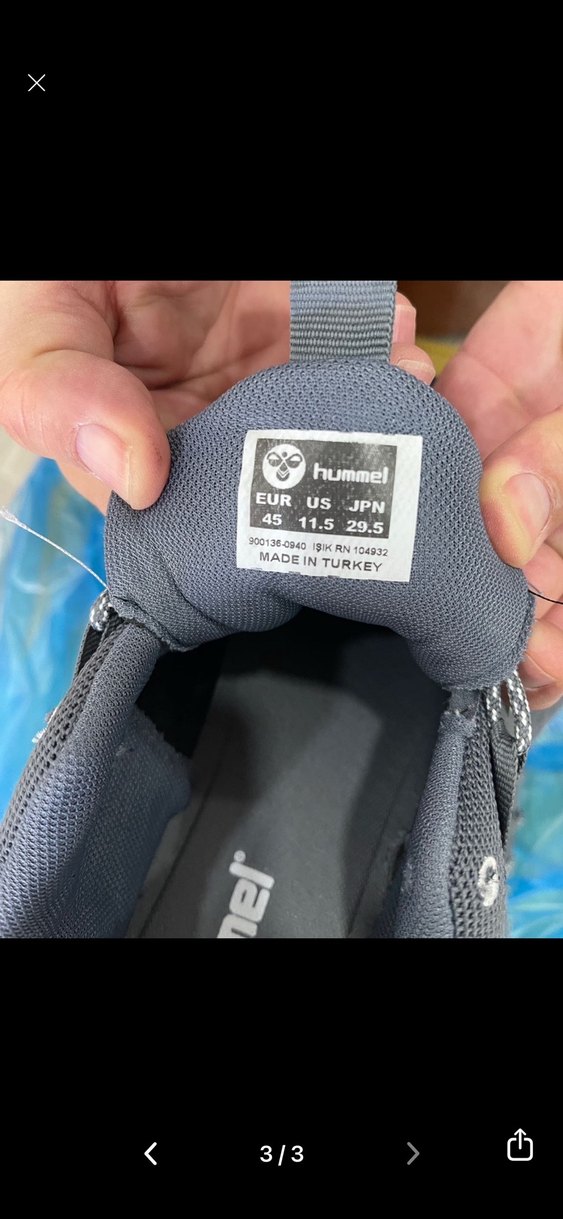 hummel
EUR US JPN
45 11.5 29.5
900136-0940 IŞIK RN 104932
MADE IN TURKEY
mel®
3/3